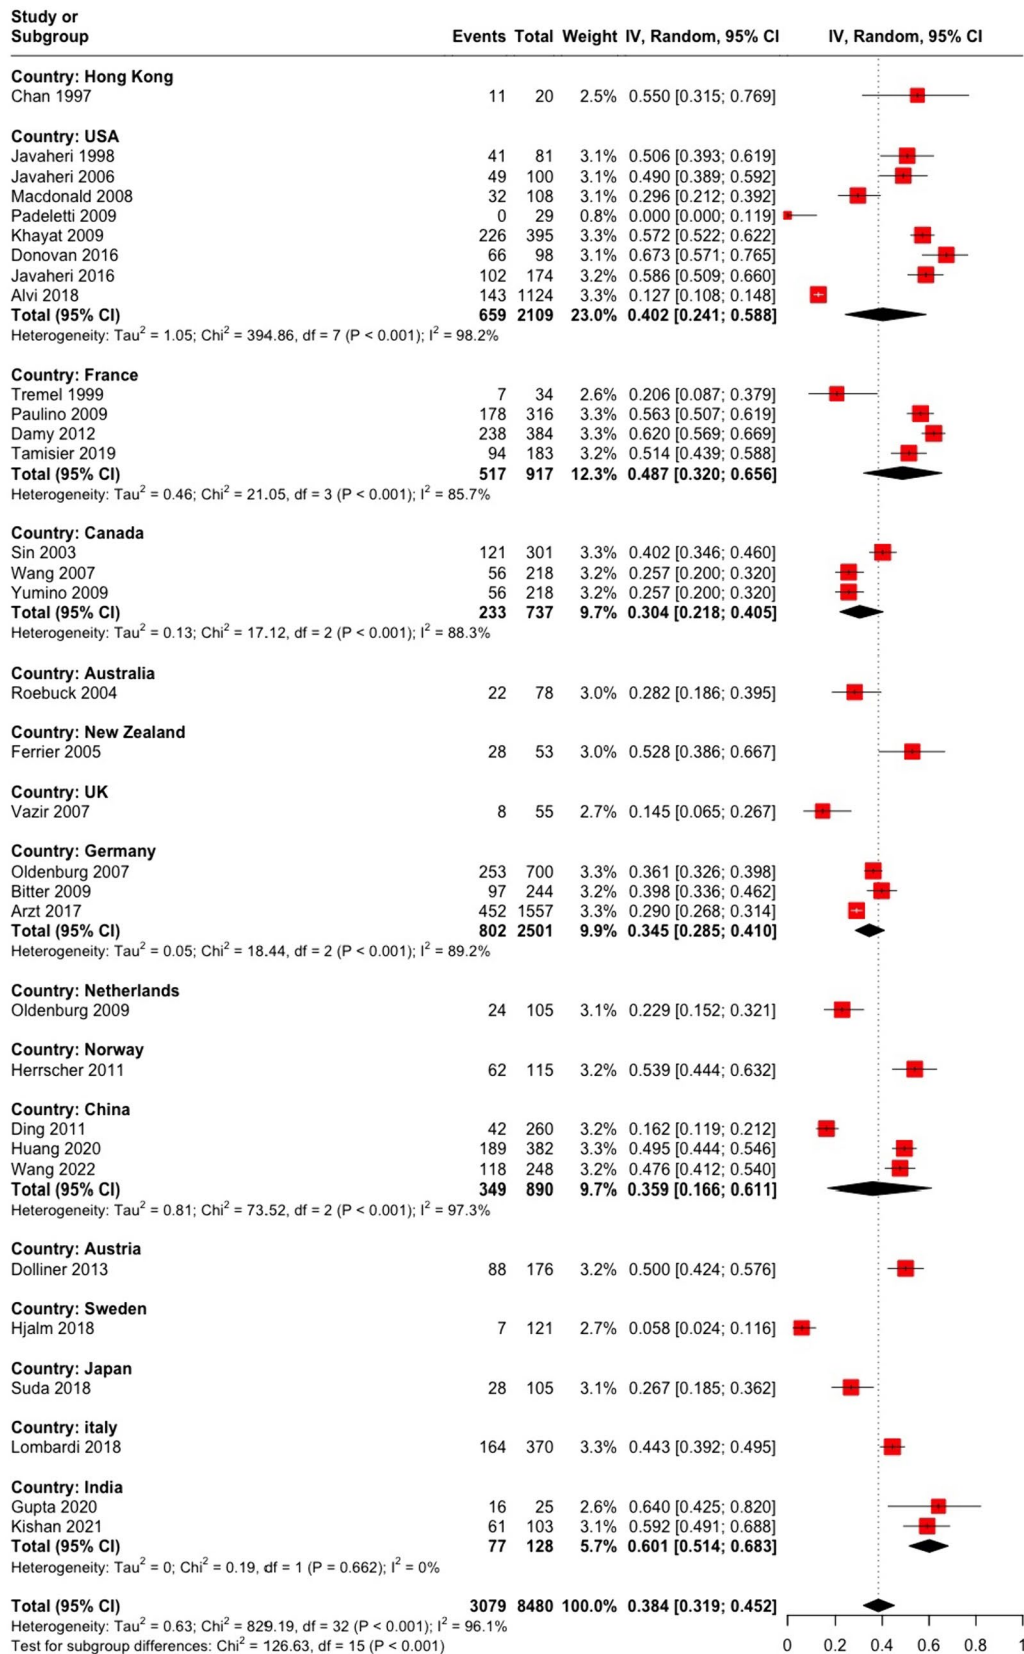 Study or
Subgroup Events Total Weight IV, Random, 95% CI IV, Random, 95% CI
Country: Hong Kong
Chan 1997 11 20 2.5% 0.550 [0.315; 0.769]
Country: USA
Javaheri 1998 41 81 3.1% 0.506 [0.393; 0.619]
Javaheri 2006 49 100 3.1% 0.490 [0.389; 0.592]
Macdonald 2008 32 108 3.1% 0.296 [0.212; 0.392]
Padeletti 2009 0 29 0.8% 0.000 [0.000; 0.119]
Khayat 2009 226 395 3.3% 0.572 [0.522; 0.622]
Donovan 2016 66 98 3.1% 0.673 [0.571; 0.765]
Javaheri 2016 102 174 3.2% 0.586 [0.509; 0.660]
Alvi 2018 143 1124 3.3% 0.127 [0.108; 0.148]
Total (95% CI) 659 2109 23.0% 0.402 [0.241; 0.588]
Heterogeneity: Tau² = 1.05; Chi² = 394.86, df = 7 (P < 0.001); I² = 98.2%
Country: France
Tremel 1999 7 34 2.6% 0.206 [0.087; 0.379]
Paulino 2009 178 316 3.3% 0.563 [0.507; 0.619]
Damy 2012 238 384 3.3% 0.620 [0.569; 0.669]
Tamisier 2019 94 183 3.2% 0.514 [0.439; 0.588]
Total (95% CI) 517 917 12.3% 0.487 [0.320; 0.656]
Heterogeneity: Tau² = 0.46; Chi² = 21.05, df = 3 (P < 0.001); I² = 85.7%
Country: Canada
Sin 2003 121 301 3.3% 0.402 [0.346; 0.460]
Wang 2007 56 218 3.2% 0.257 [0.200; 0.320]
Yumino 2009 56 218 3.2% 0.257 [0.200; 0.320]
Total (95% CI) 233 737 9.7% 0.304 [0.218; 0.405]
Heterogeneity: Tau² = 0.13; Chi² = 17.12, df = 2 (P < 0.001); I² = 88.3%
Country: Australia
Roebuck 2004 22 78 3.0% 0.282 [0.186; 0.395]
Country: New Zealand
Ferrier 2005 28 53 3.0% 0.528 [0.386; 0.667]
Country: UK
Vazir 2007 8 55 2.7% 0.145 [0.065; 0.267]
Country: Germany
Oldenburg 2007 253 700 3.3% 0.361 [0.326; 0.398]
Bitter 2009 97 244 3.2% 0.398 [0.336; 0.462]
Arzt 2017 452 1557 3.3% 0.290 [0.268; 0.314]
Total (95% CI) 802 2501 9.9% 0.345 [0.285; 0.410]
Heterogeneity: Tau² = 0.05; Chi² = 18.44, df = 2 (P < 0.001); I² = 89.2%
Country: Netherlands
Oldenburg 2009 24 105 3.1% 0.229 [0.152; 0.321]
Country: Norway
Herrscher 2011 62 115 3.2% 0.539 [0.444; 0.632]
Country: China
Ding 2011 42 260 3.2% 0.162 [0.119; 0.212]
Huang 2020 189 382 3.3% 0.495 [0.444; 0.546]
Wang 2022 118 248 3.2% 0.476 [0.412; 0.540]
Total (95% CI) 349 890 9.7% 0.359 [0.166; 0.611]
Heterogeneity: Tau² = 0.81; Chi² = 73.52, df = 2 (P < 0.001); I² = 97.3%
Country: Austria
Dolliner 2013 88 176 3.2% 0.500 [0.424; 0.576]
Country: Sweden
Hjalm 2018 7 121 2.7% 0.058 [0.024; 0.116]
Country: Japan
Suda 2018 28 105 3.1% 0.267 [0.185; 0.362]
Country: italy
Lombardi 2018 164 370 3.3% 0.443 [0.392; 0.495]
Country: India
Gupta 2020 16 25 2.6% 0.640 [0.425; 0.820]
Kishan 2021 61 103 3.1% 0.592 [0.491; 0.688]
Total (95% CI) 77 128 5.7% 0.601 [0.514; 0.683]
Heterogeneity: Tau² = 0; Chi² = 0.19, df = 1 (P = 0.662); I² = 0%
Total (95% CI) 3079 8480 100.0% 0.384 [0.319; 0.452]
Heterogeneity: Tau² = 0.63; Chi² = 829.19, df = 32 (P < 0.001); I² = 96.1%
Test for subgroup differences: Chi² = 126.63, df = 15 (P < 0.001)
0 0.2 0.4 0.6 0.8 1